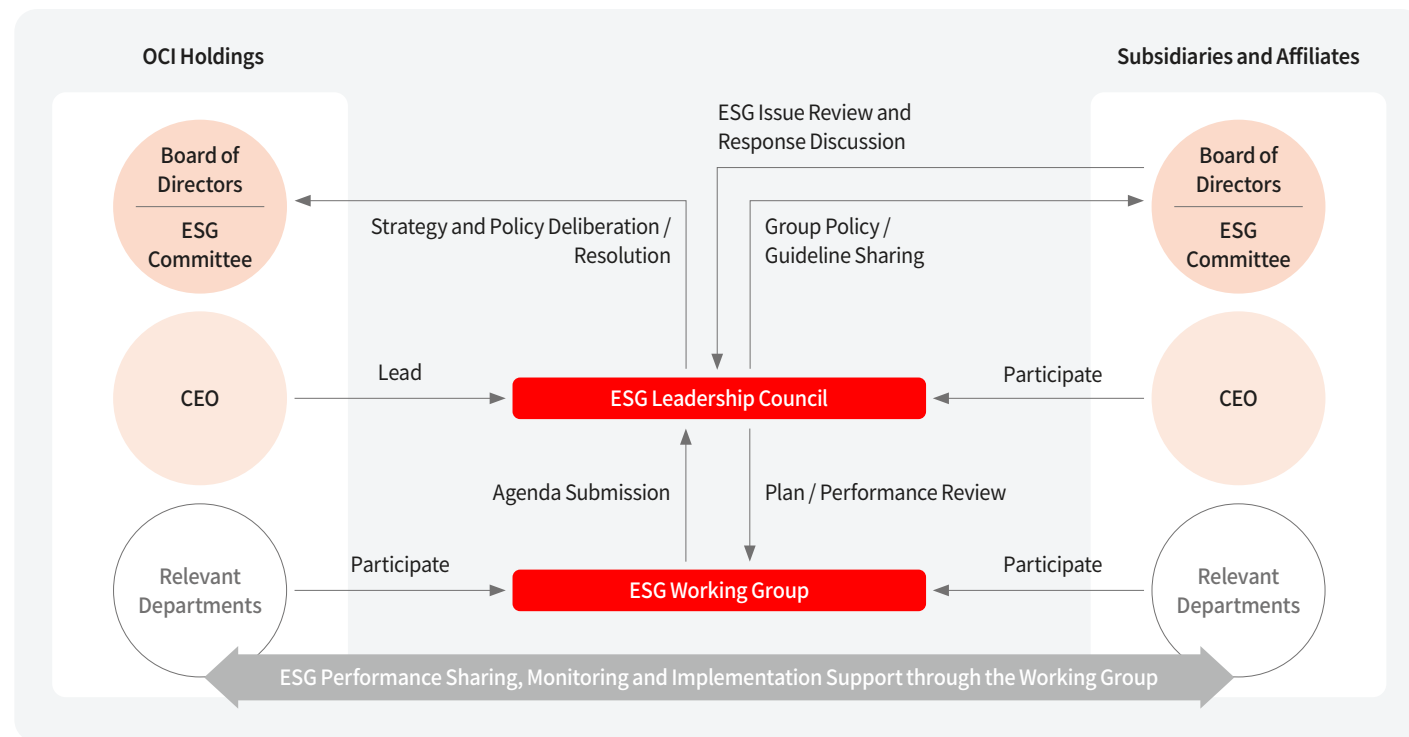 OCI Holdings
Subsidiaries and Affiliates
ESG Issue Review and
Response Discussion
Board of
Directors
ESG
Committee
Strategy and Policy Deliberation /
Resolution
Group Policy /
Guideline Sharing
Board of
Directors
ESG
Committee
CEO
Lead
ESG Leadership Council
Participate
CEO
Agenda Submission
Plan / Performance Review
Relevant
Departments
Participate
ESG Working Group
Participate
Relevant
Departments
ESG Performance Sharing, Monitoring and Implementation Support through the Working Group